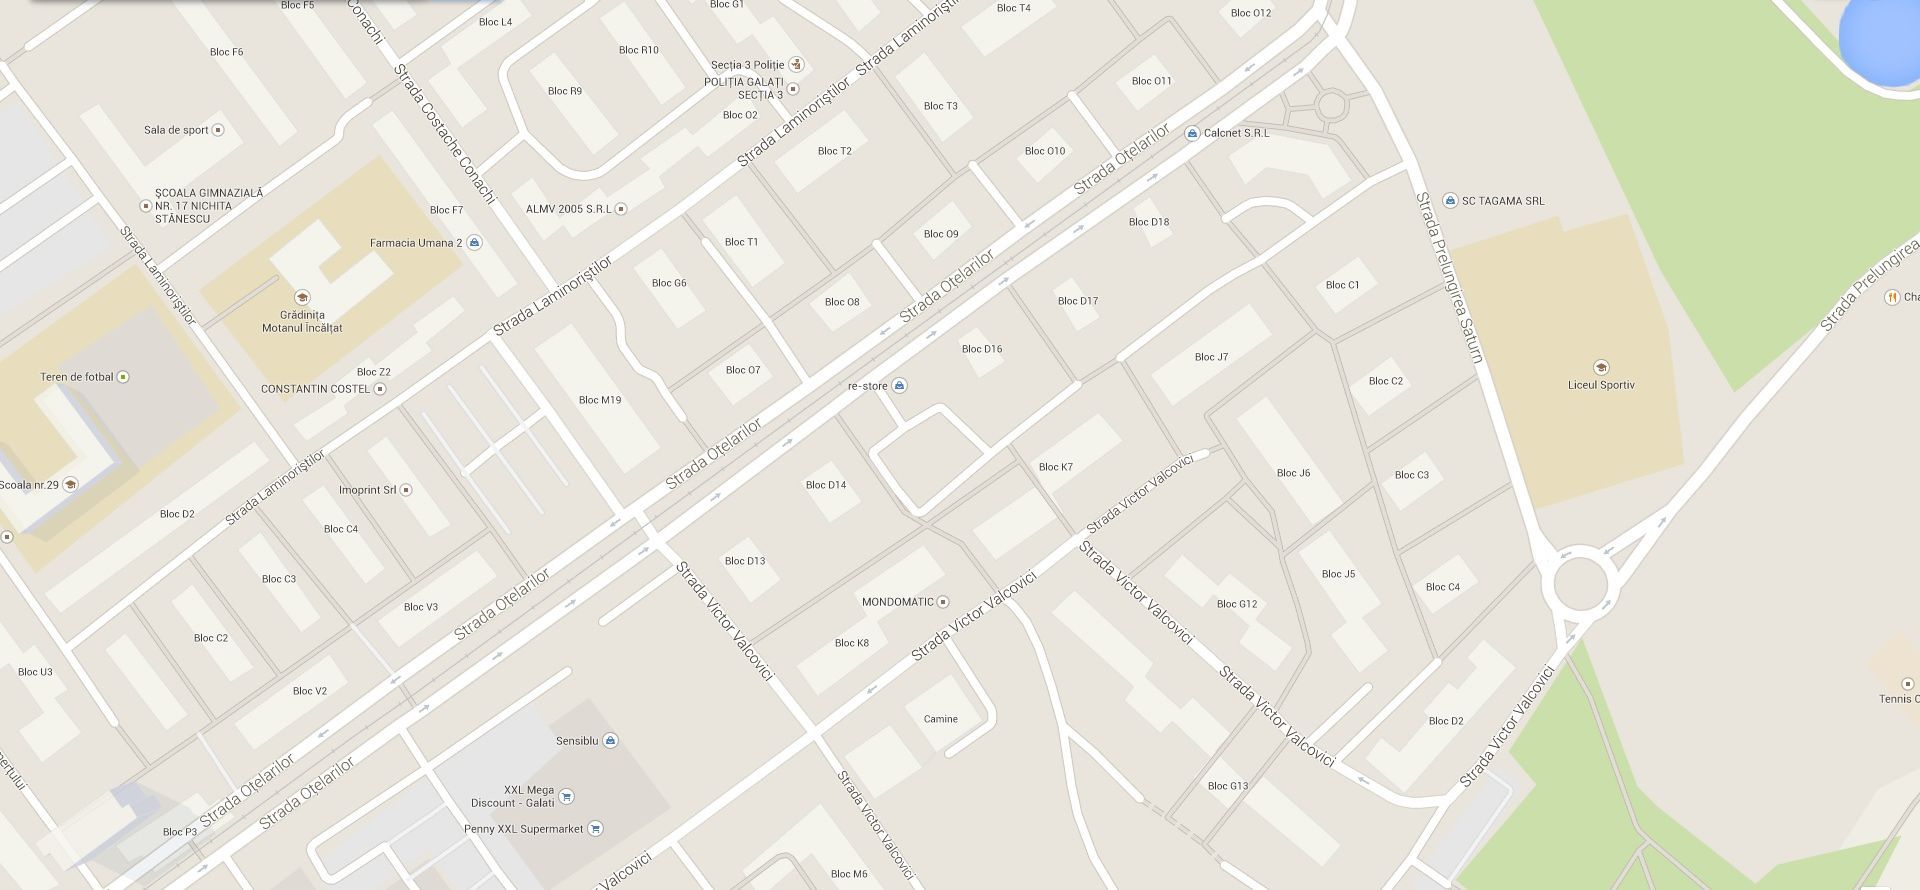 Bloc F5
Bloc L4
Bloc G1
Bloc T4
Bloc O12
Conachi
Strada Laminoriștilor
Bloc F6
Bloc R10
Secția 3 Poliție
POLIȚIA GALAȚI
SECȚIA 3
Bloc R9
Bloc O11
Bloc T3
Bloc O2
Strada Costache Conachi
Strada Laminoriștilor
Sala de sport
Calcnet S.R.L
Bloc T2
Bloc O10
Strada Oțelarilor
ȘCOALA GIMNAZIALĂ
NR. 17 NICHITA
STĂNESCU
Bloc F7
ALMV 2005 S.R.L
SC TAGAMA SRL
Bloc D18
Farmacia Umana 2
Bloc T1
Bloc O9
Strada Laminoriștilor
Strada Laminoriștilor
Strada Prelungirea Saturn
Strada Prelungirea
Bloc G6
Bloc O8
Strada Oțelarilor
Bloc D17
Bloc C1
Cha
Grădinița
Motanul Încălțat
Bloc D16
Bloc J7
Teren de fotbal
Bloc Z2
CONSTANTIN COSTEL
Bloc O7
re-store
Bloc C2
Liceul Sportiv
Bloc M19
Strada Oțelarilor
Bloc K7
Bloc J6
Bloc C3
Scoala nr.29
Strada Laminoriștilor
Imoprint Srl
Bloc D14
Strada Victor Valcovici
Bloc D2
Bloc C4
Bloc D13
Bloc C3
Strada Oțelarilor
Strada Victor Valcovici
Strada Victor Valcovici
Bloc J5
Bloc C4
Bloc V3
MONDOMATIC
Strada Victor Valcovici
Bloc G12
Bloc C2
Bloc K8
Bloc U3
Bloc V2
Strada Victor Valcovici
Camine
Bloc D2
Strada Victor Valcovici
Tennis C
Sensiblu
Strada Oțelarilor
Strada Oțelarilor
XXL Mega
Discount - Galati
Bloc G13
Strada Victor Valcovici
Bloc P3
Penny XXL Supermarket
Valcovici
Bloc M6